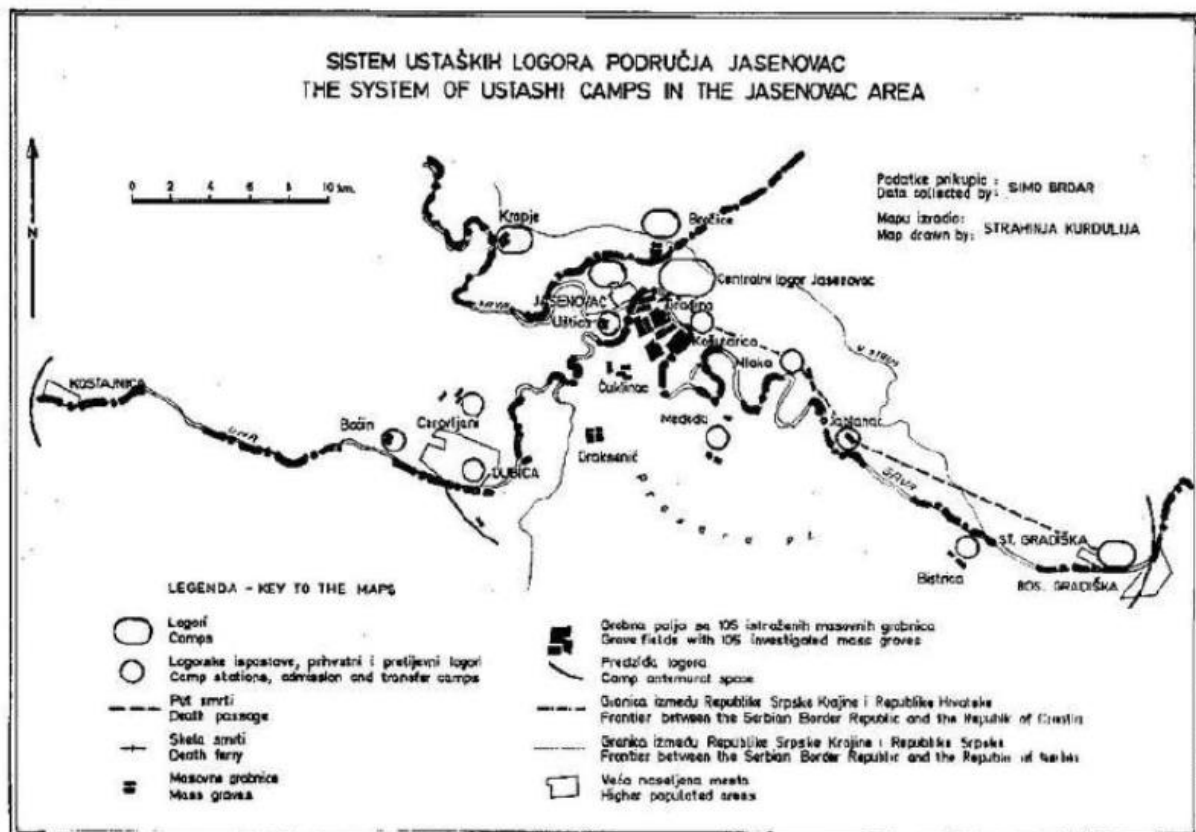 SISTEM USTAŠKIH LOGORA PODRUČJA JASENOVAC
THE SYSTEM OF USTASHI CAMPS IN THE JASENOVAC AREA
0 2 4 6 8 10 km.
N
Podatke prikupio :
Data collected by: SIMO BRDAR
Mapu izradio:
Map drawn by: STRAHINJA KURDULIJA
Krapje
Bročice
Centralni logor Jasenovac
JASENOVAC
Gradina
Uštica
Košutarica
Mlaka
Čuklinac
KOSTAJNICA
UNA
Baćin
Cerovljani
DUBICA
Draksenić
Međeđa
Jablanac
SAVA
prosara pl.
ST. GRADIŠKA
Bistrica
BOS. GRADIŠKA
LEGENDA - KEY TO THE MAPS
Logori
Camps
Logorske ispostave, prihvatni i pretijevni logori
Camp stations, admission and transfer camps
Put smrti
Death passage
Skela smrti
Death ferry
Masovne grobnice
Mass graves
Grobna polja sa 105 istraženih masovnih grobnica
Grave fields with 105 investigated mass graves
Predziđa logora
Camp antemural space
Granica između Republike Srpske Krajine i Republike Hrvatske
Frontier between the Serbian Border Republic and the Republik of Croatia
Granica između Republike Srpske Krajine i Republike Srpske
Frontier between the Serbian Border Republic and the Republic of
Veća naseljena mesta
Higher populated areas